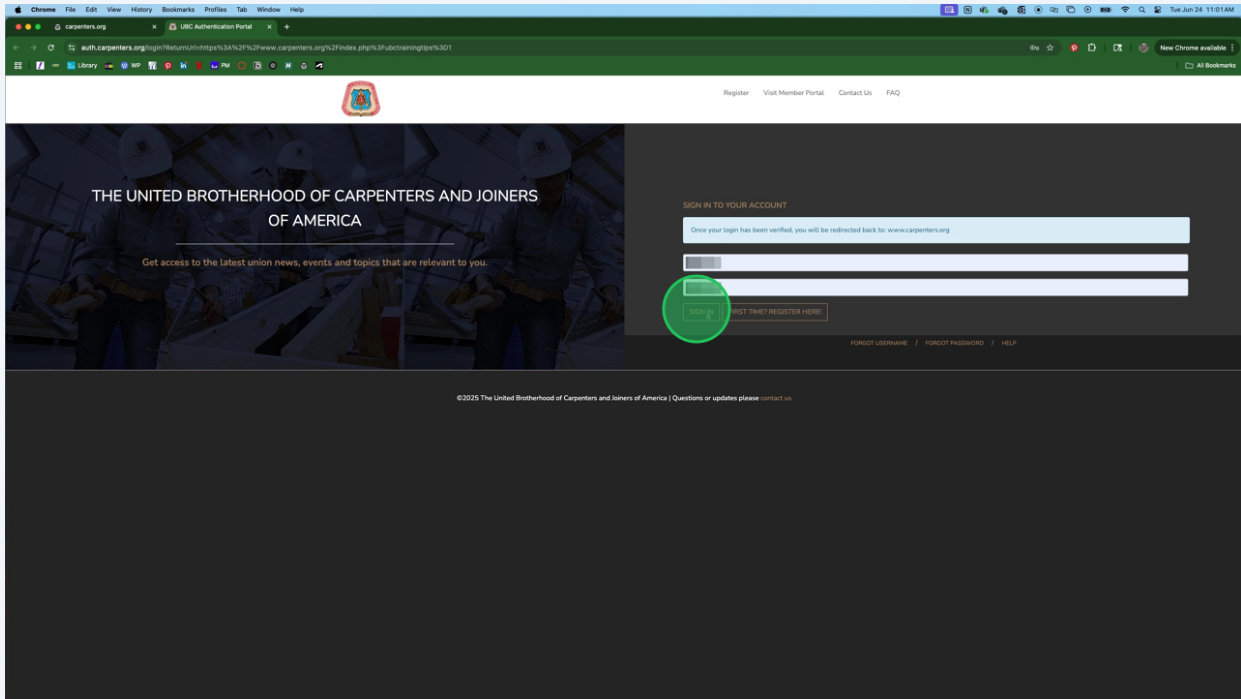 Chrome File Edit View History Bookmarks Profiles Tab Window Help Tue Jun 24 11:01 AM
carpenters.org UBC Authentication Portal
auth.carpenters.org/login?ReturnUrl=https%3A%2F%2Fwww.carpenters.org%2Findex.php%3Fubctrainingtips%3D1 New Chrome available
Library WP PM All Bookmarks
Register Visit Member Portal Contact Us FAQ
THE UNITED BROTHERHOOD OF CARPENTERS AND JOINERS
OF AMERICA
Get access to the latest union news, events and topics that are relevant to you.
SIGN IN TO YOUR ACCOUNT
Once your login has been verified, you will be redirected back to: www.carpenters.org
SIGN IN FIRST TIME? REGISTER HERE!
FORGOT USERNAME / FORGOT PASSWORD / HELP
©2025 The United Brotherhood of Carpenters and Joiners of America | Questions or updates please contact us